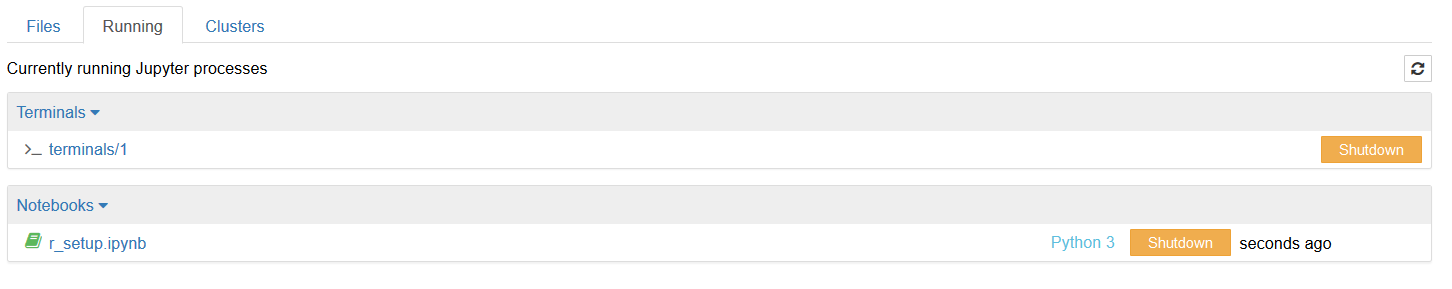 Files Running Clusters
Currently running Jupyter processes
Terminals
terminals/1 Shutdown
Notebooks
r_setup.ipynb Python 3 Shutdown seconds ago